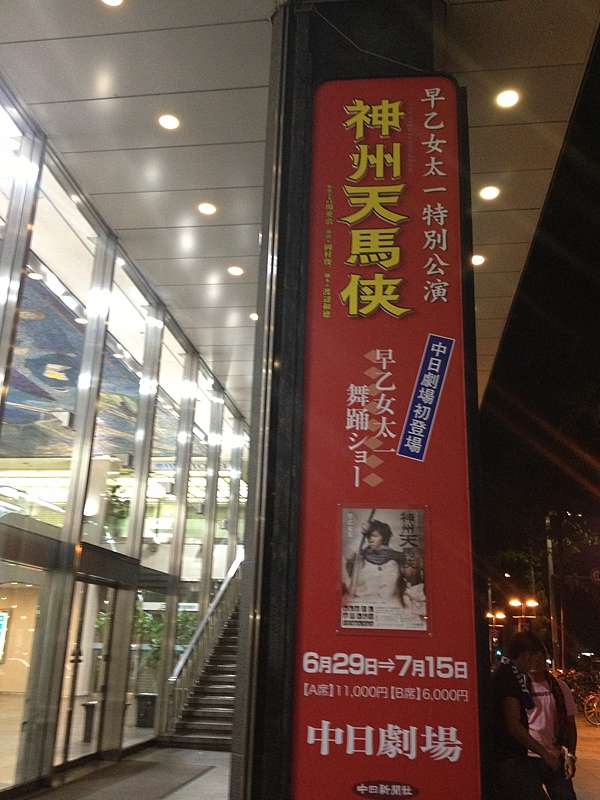 早乙女太一特別公演
神州天馬侠
中日劇場初登場
早乙女太一
舞踊ショー
神州天馬侠
6月29日⇒7月15日
【A席】11,000円【B席】6,000円
中日劇場
中日新聞社